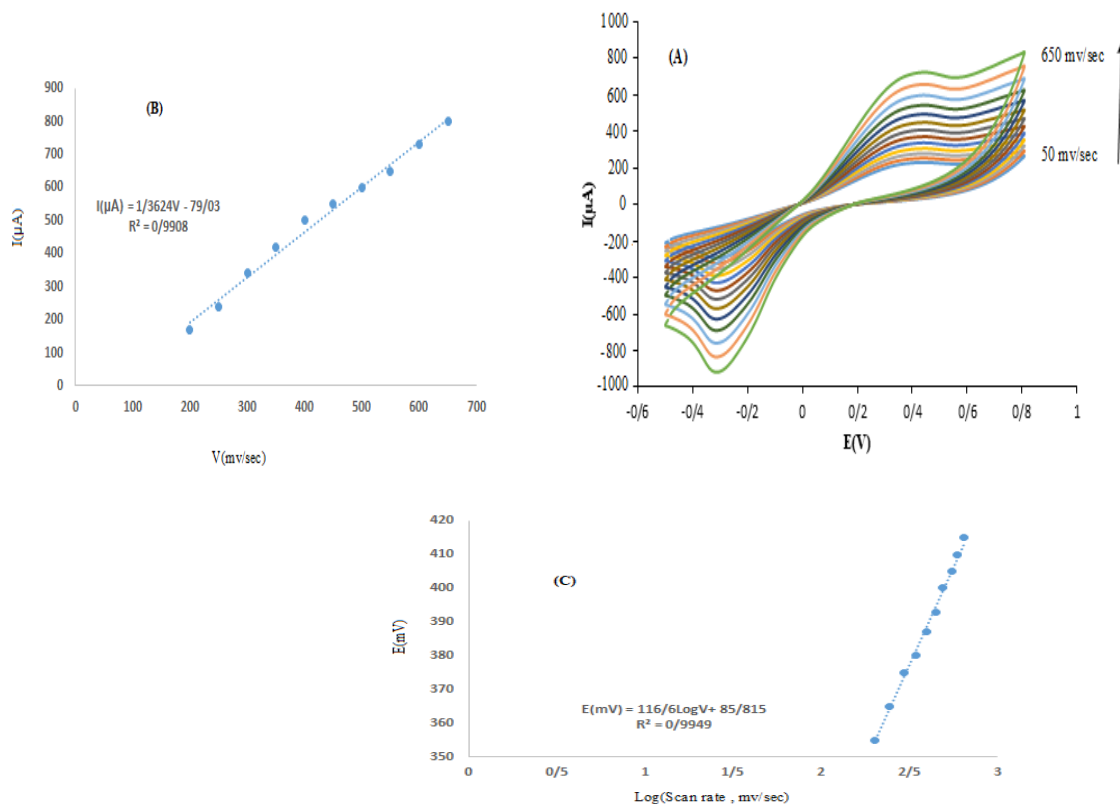 (B)
I(µA) = 1/3624V - 79/03
R² = 0/9908
900
800
700
600
500
400
300
200
100
0
I(µA)
0 100 200 300 400 500 600 700
V(mv/sec)
(A)
650 mv/sec
50 mv/sec
1000
800
600
400
200
0
-200
-400
-600
-800
-1000
I(µA)
-0/6 -0/4 -0/2 0 0/2 0/4 0/6 0/8 1
E(V)
(C)
E(mV) = 116/6LogV+ 85/815
R² = 0/9949
420
410
400
390
380
370
360
350
E(mV)
0 0/5 1 1/5 2 2/5 3
Log(Scan rate , mv/sec)